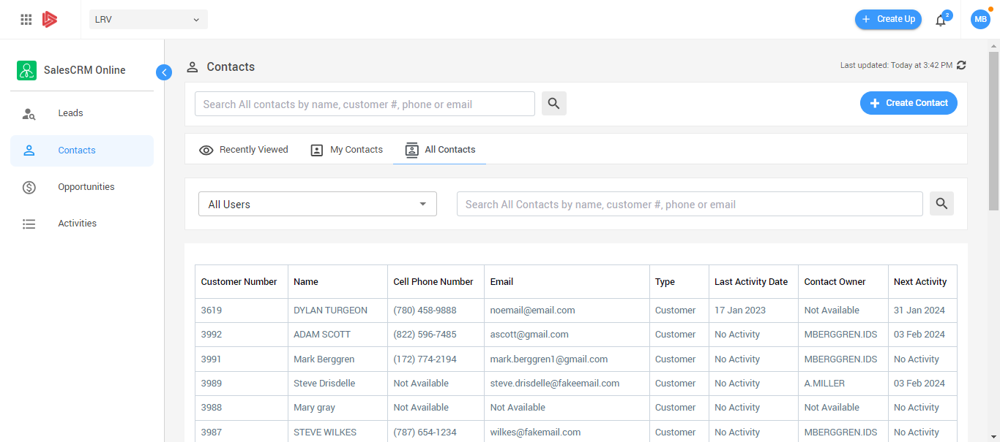 LRV
Create Up
2
MB
SalesCRM Online
Leads
Contacts
Opportunities
Activities
Contacts
Last updated: Today at 3:42 PM
Search All contacts by name, customer #, phone or email
Create Contact
Recently Viewed My Contacts All Contacts
All Users Search All Contacts by name, customer #, phone or email
Customer Number Name Cell Phone Number Email Type Last Activity Date Contact Owner Next Activity
3619 DYLAN TURGEON (780) 458-9888 noemail@email.com Customer 17 Jan 2023 Not Available 31 Jan 2024
3992 ADAM SCOTT (822) 596-7485 ascott@gmail.com Customer No Activity MBERGGREN.IDS 03 Feb 2024
3991 Mark Berggren (172) 774-2194 mark.berggren1@gmail.com Customer No Activity MBERGGREN.IDS No Activity
3989 Steve Drisdelle Not Available steve.drisdelle@fakeemail.com Customer No Activity A.MILLER 03 Feb 2024
3988 Mary gray Not Available Not Available Customer No Activity Not Available No Activity
3987 STEVE WILKES (787) 654-1234 wilkes@fakemail.com Customer No Activity MBERGGREN.IDS No Activity